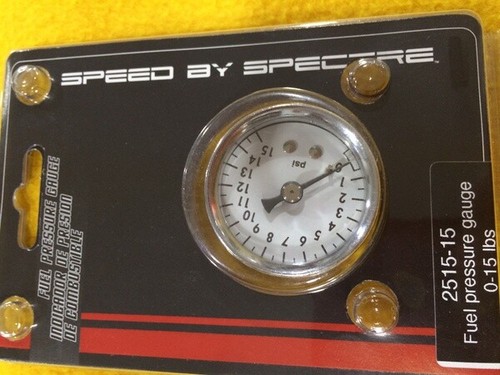 SPEED BY SPECTRE™
FUEL PRESSURE GAUGE
INDICADOR DE PRESION
DE COMBUSTIBLE
psi
0
1
2
3
4
5
6
7
8
9
10
11
12
13
14
15
2515-15
Fuel pressure gauge
0-15 lbs